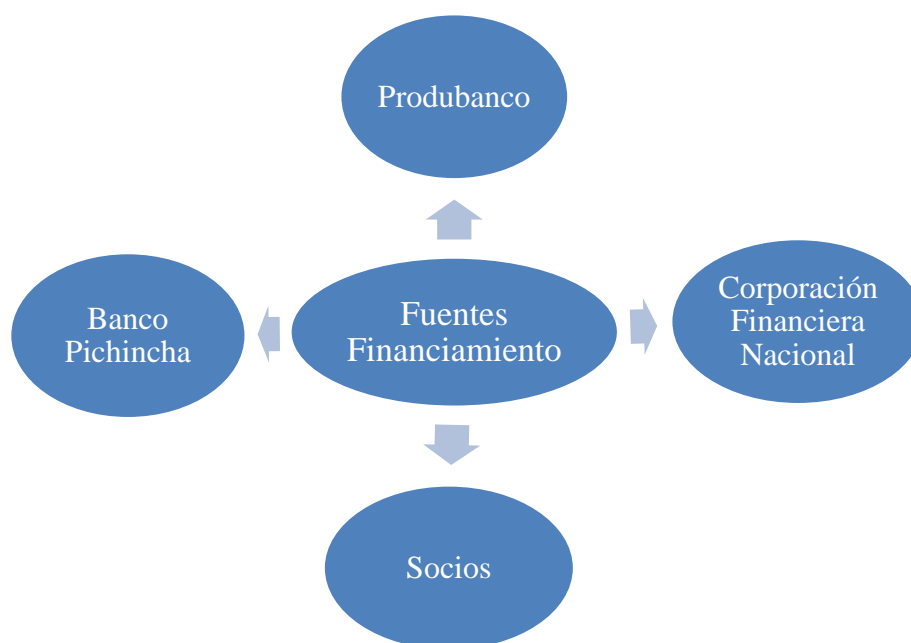 Produbanco
Banco
Pichincha
Fuentes
Financiamiento
Corporación
Financiera
Nacional
Socios